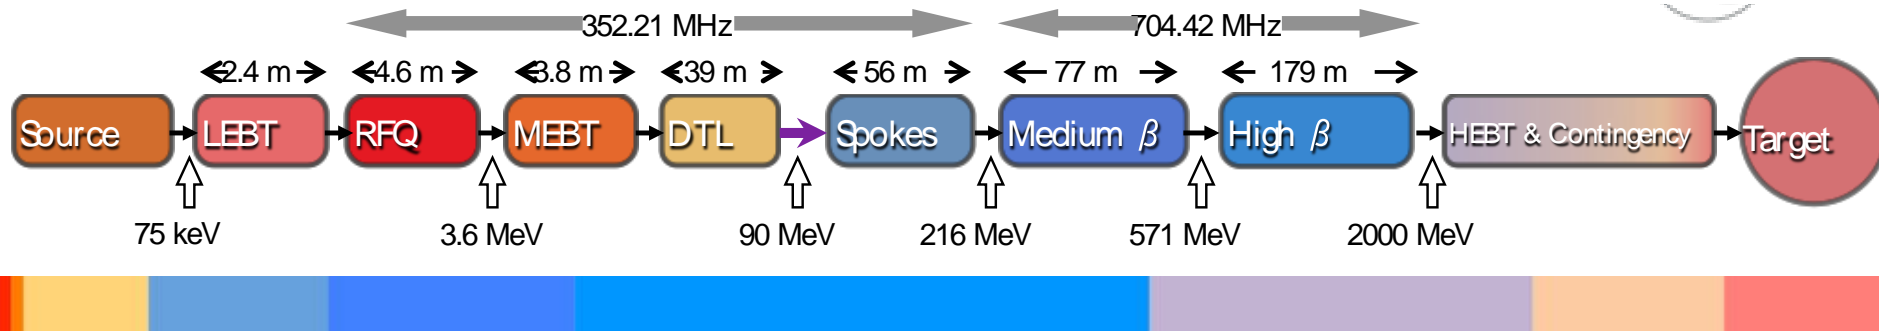 352.21 MHz 704.42 MHz
2.4 m 4.6 m 3.8 m 39 m 56 m 77 m 179 m
Source LEBT RFQ MEBT DTL Spokes Medium β High β HEBT & Contingency Target
75 keV 3.6 MeV 90 MeV 216 MeV 571 MeV 2000 MeV